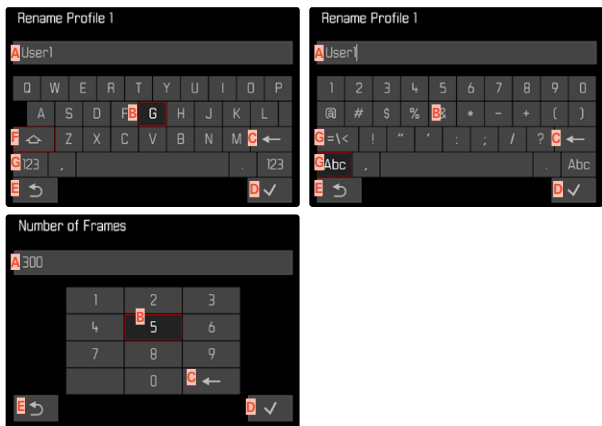 Rename Profile 1
A User1
Q W E R T Y U I O P
A S D F B G H J K L
F Z X C V B N M C ←
G 123 , . 123
E D ✓
Rename Profile 1
A User1
1 2 3 4 5 6 7 8 9 0
@ # $ % B & * - + ( )
G =\< ! " ' : ; / ? C ←
G Abc , . Abc
E D ✓
Number of Frames
A 300
1 2 3
B
4 5 6
7 8 9
0 C ←
E D ✓